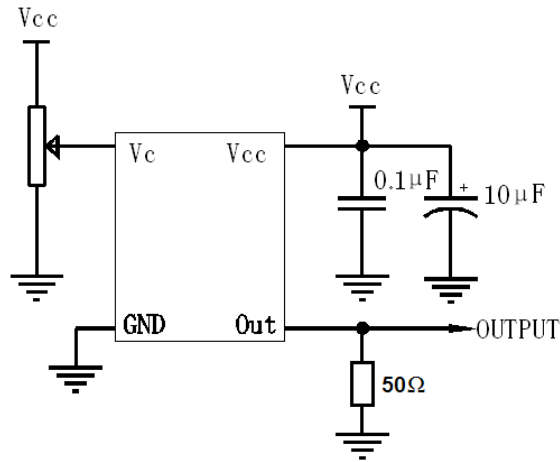 Vcc
Vcc
Vc
Vcc
0.1μF
+
10μF
GND
Out
OUTPUT
50Ω